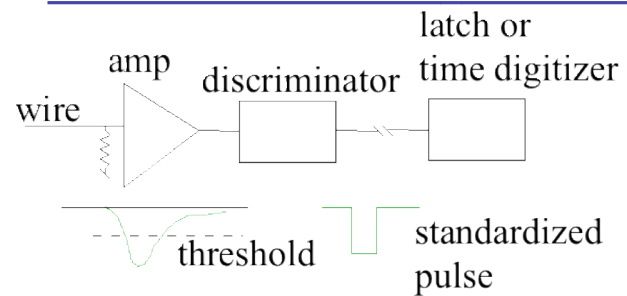 latch or
time digitizer
amp
discriminator
wire
threshold
standardized
pulse